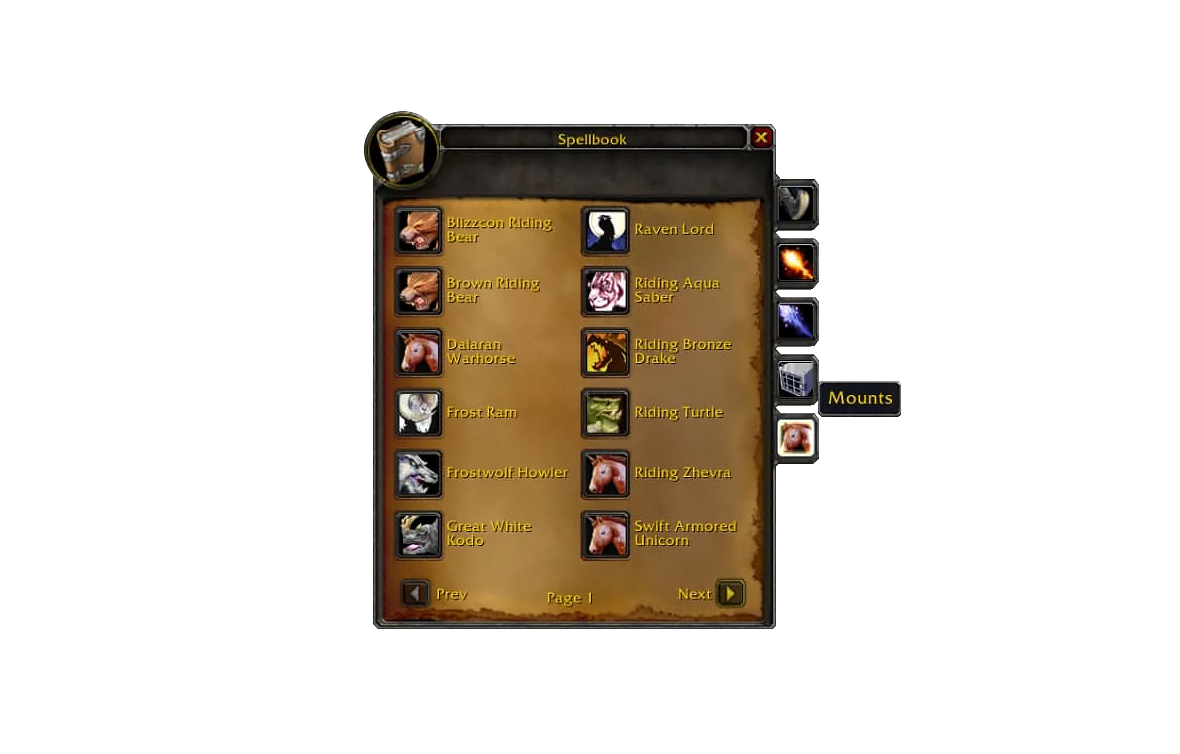 Spellbook
Blizzcon Riding
Bear
Raven Lord
Brown Riding
Bear
Riding Aqua
Saber
Dalaran
Warhorse
Riding Bronze
Drake
Frost Ram
Riding Turtle
Frostwolf Howler
Riding Zhevra
Great White
Kodo
Swift Armored
Unicorn
Prev
Page 1
Next
Mounts